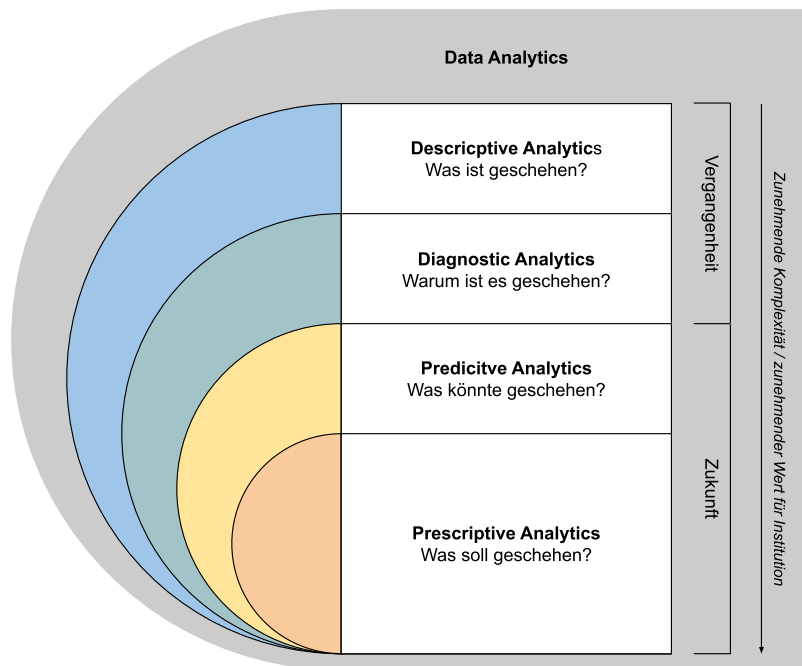 Data Analytics
Descricptive Analytics
Was ist geschehen?
Diagnostic Analytics
Warum ist es geschehen?
Predicitve Analytics
Was könnte geschehen?
Prescriptive Analytics
Was soll geschehen?
Vergangenheit
Zukunft
Zunehmende Komplexität / zunehmender Wert für Institution